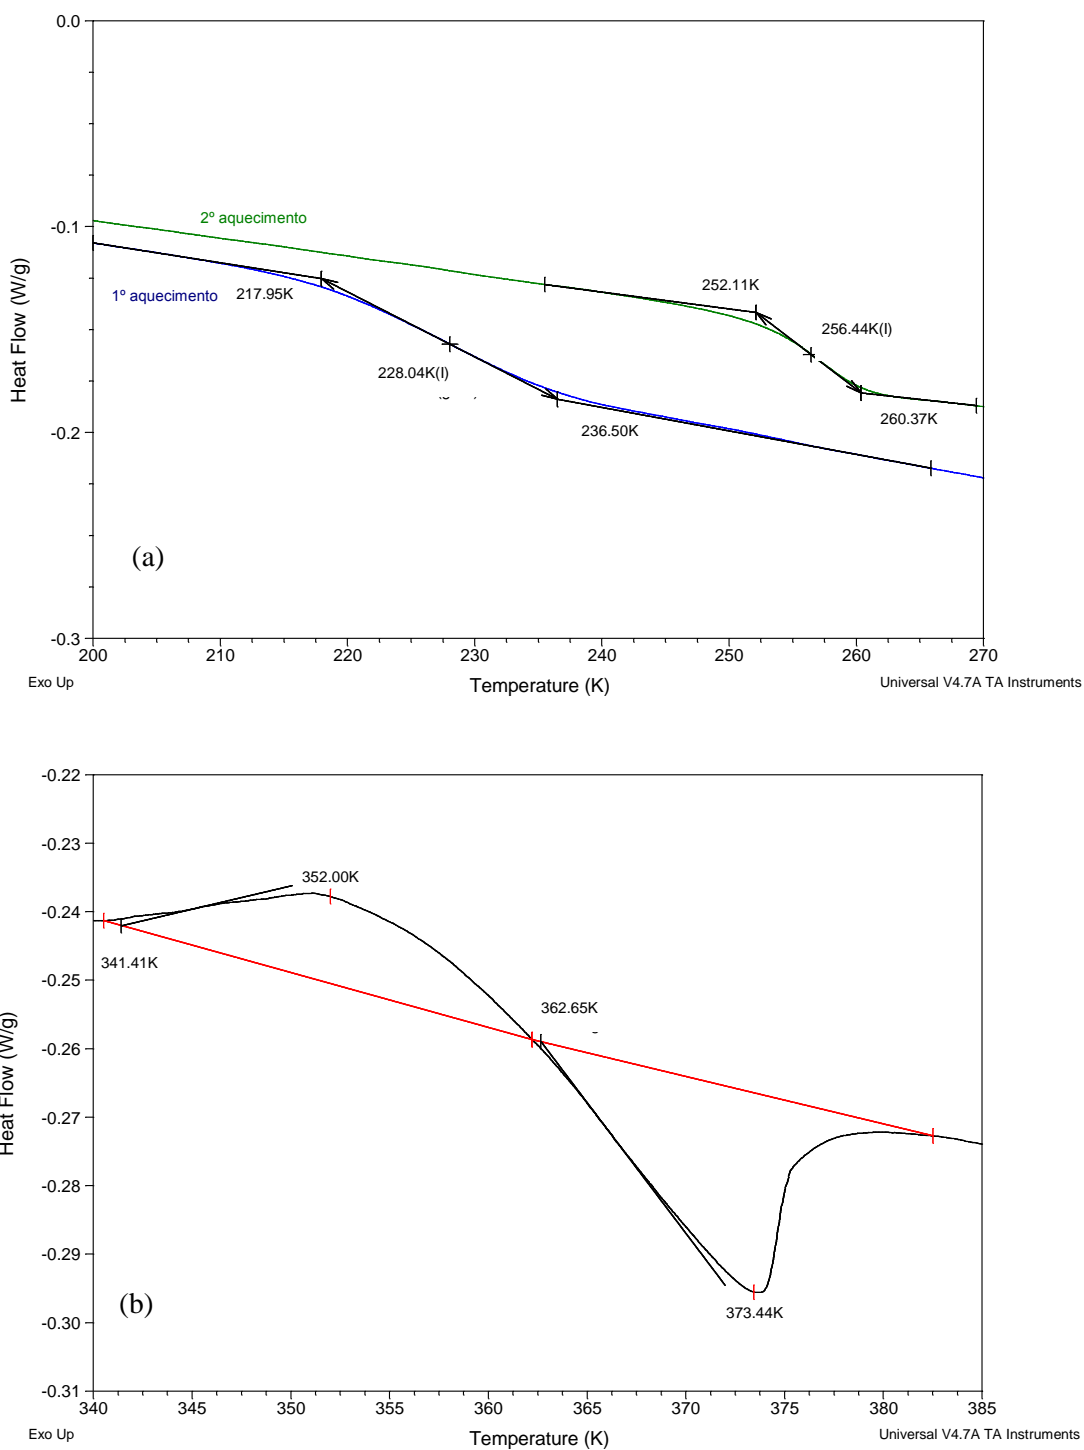 0.0
2º aquecimento
-0.1
252.11K
1º aquecimento
217.95K
256.44K(I)
Heat Flow (W/g)
228.04K(I)
260.37K
-0.2
236.50K
(a)
-0.3
200 210 220 230 240 250 260 270
Exo Up
Temperature (K)
Universal V4.7A TA Instruments
-0.22
-0.23
352.00K
-0.24
341.41K
-0.25
362.65K
Heat Flow (W/g)
-0.26
-0.27
-0.28
-0.29
(b)
373.44K
-0.30
-0.31
340 345 350 355 360 365 370 375 380 385
Exo Up
Temperature (K)
Universal V4.7A TA Instruments